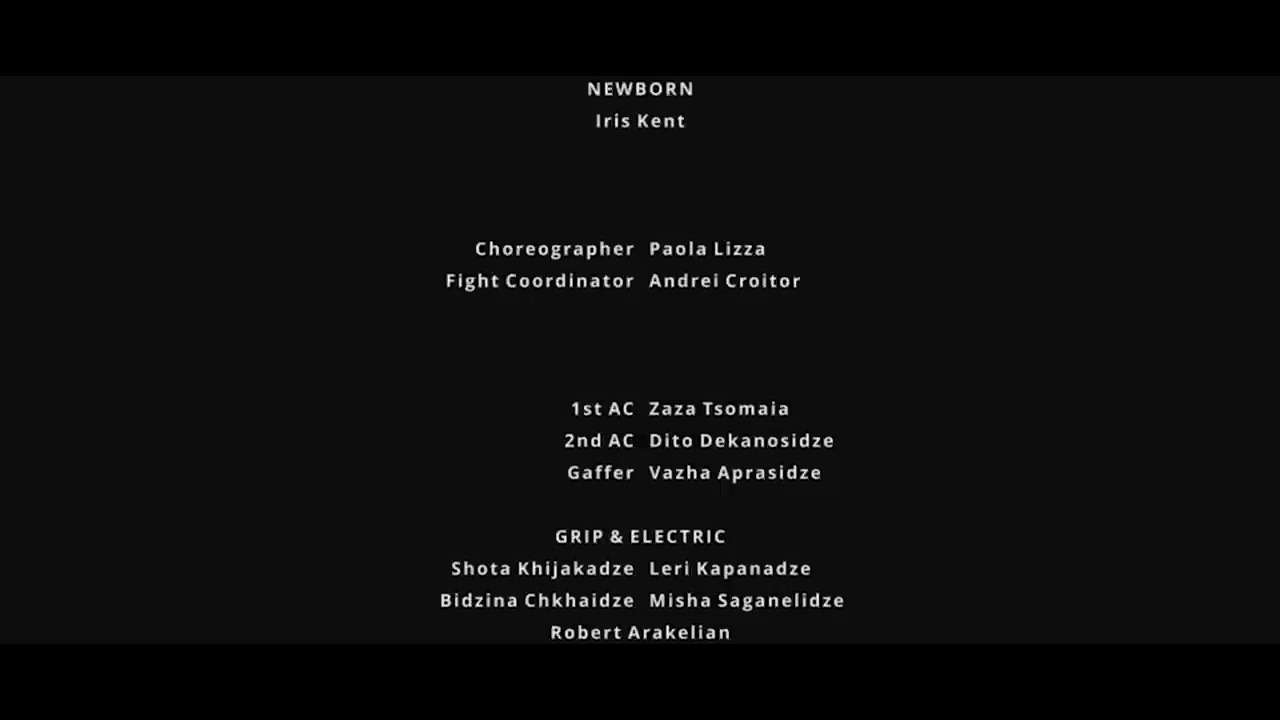 NEWBORN
Iris Kent
Choreographer Paola Lizza
Fight Coordinator Andrei Croitor
1st AC Zaza Tsomaia
2nd AC Dito Dekanosidze
Gaffer Vazha Aprasidze
GRIP & ELECTRIC
Shota Khijakadze Leri Kapanadze
Bidzina Chkhaidze Misha Saganelidze
Robert Arakelian